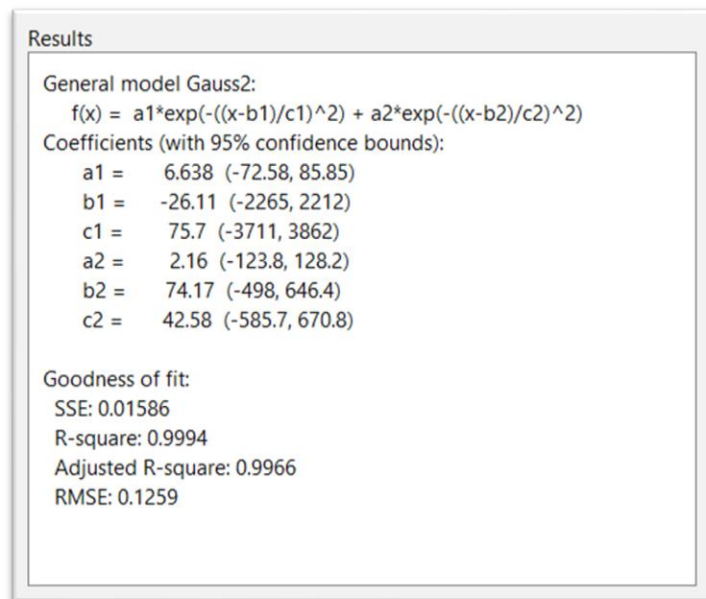 Results
General model Gauss2:
f(x) = a1*exp(-((x-b1)/c1)^2) + a2*exp(-((x-b2)/c2)^2)
Coefficients (with 95% confidence bounds):
a1 = 6.638 (-72.58, 85.85)
b1 = -26.11 (-2265, 2212)
c1 = 75.7 (-3711, 3862)
a2 = 2.16 (-123.8, 128.2)
b2 = 74.17 (-498, 646.4)
c2 = 42.58 (-585.7, 670.8)
Goodness of fit:
SSE: 0.01586
R-square: 0.9994
Adjusted R-square: 0.9966
RMSE: 0.1259